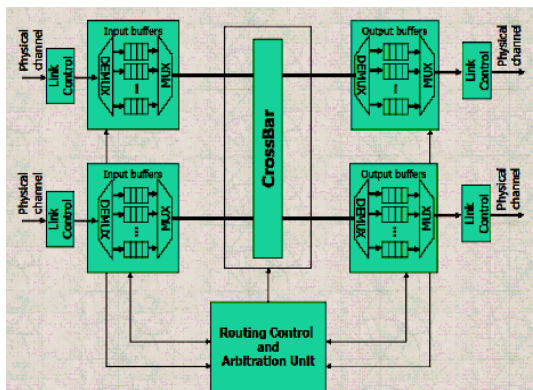 Physical
channel
Link
Control
Input buffers
DEMUX
...
MUX
CrossBar
Output buffers
DEMUX
...
MUX
Link
Control
Physical
channel
Physical
channel
Link
Control
Input buffers
DEMUX
...
MUX
Output buffers
DEMUX
...
MUX
Link
Control
Physical
channel
Routing Control
and
Arbitration Unit